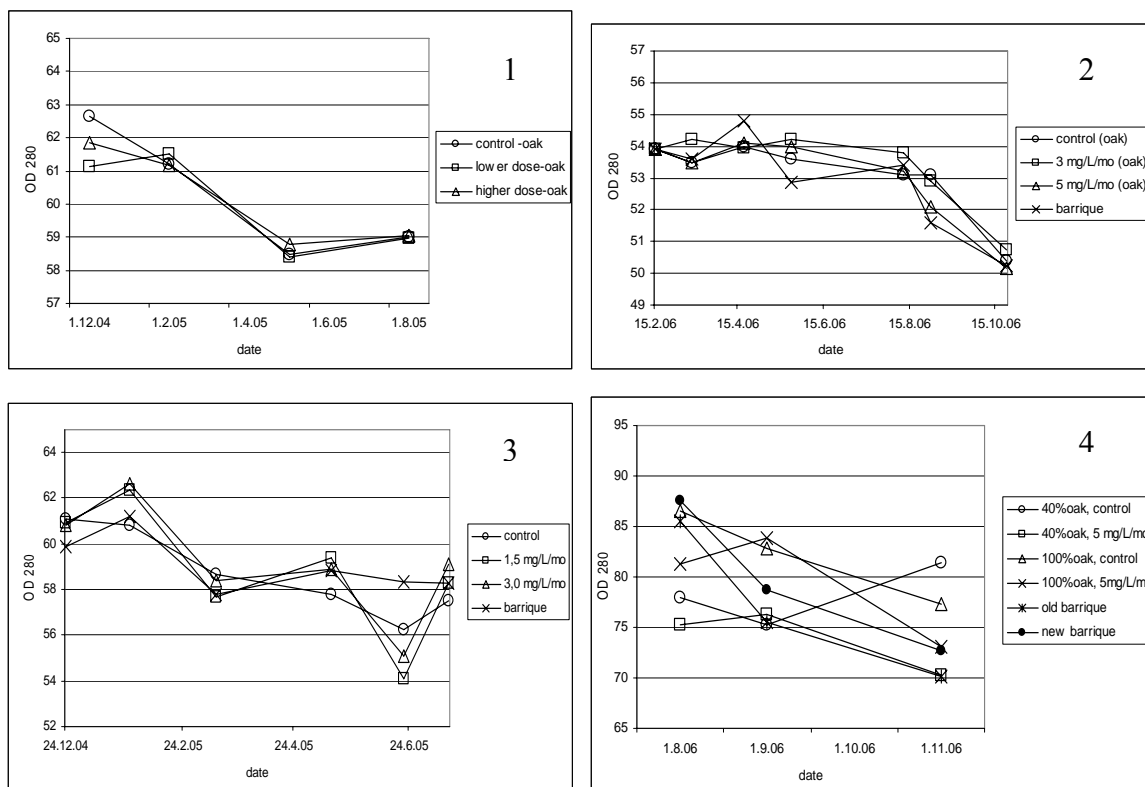 1
65
64
63
62
61
60
59
58
57
OD 280
1.12.04 1.2.05 1.4.05 1.6.05 1.8.05
date
control -oak
low er dose-oak
higher dose-oak
2
57
56
55
54
53
52
51
50
49
OD 280
15.2.06 15.4.06 15.6.06 15.8.06 15.10.06
date
control (oak)
3 mg/L/mo (oak)
5 mg/L/mo (oak)
barrique
3
64
62
60
58
56
54
52
OD 280
24.12.04 24.2.05 24.4.05 24.6.05
date
control
1,5 mg/L/mo
3,0 mg/L/mo
barrique
4
95
90
85
80
75
70
65
OD 280
1.8.06 1.9.06 1.10.06 1.11.06
date
40%oak, control
40%oak, 5 mg/L/mo
100%oak, control
100%oak, 5mg/L/m
old barrique
new barrique